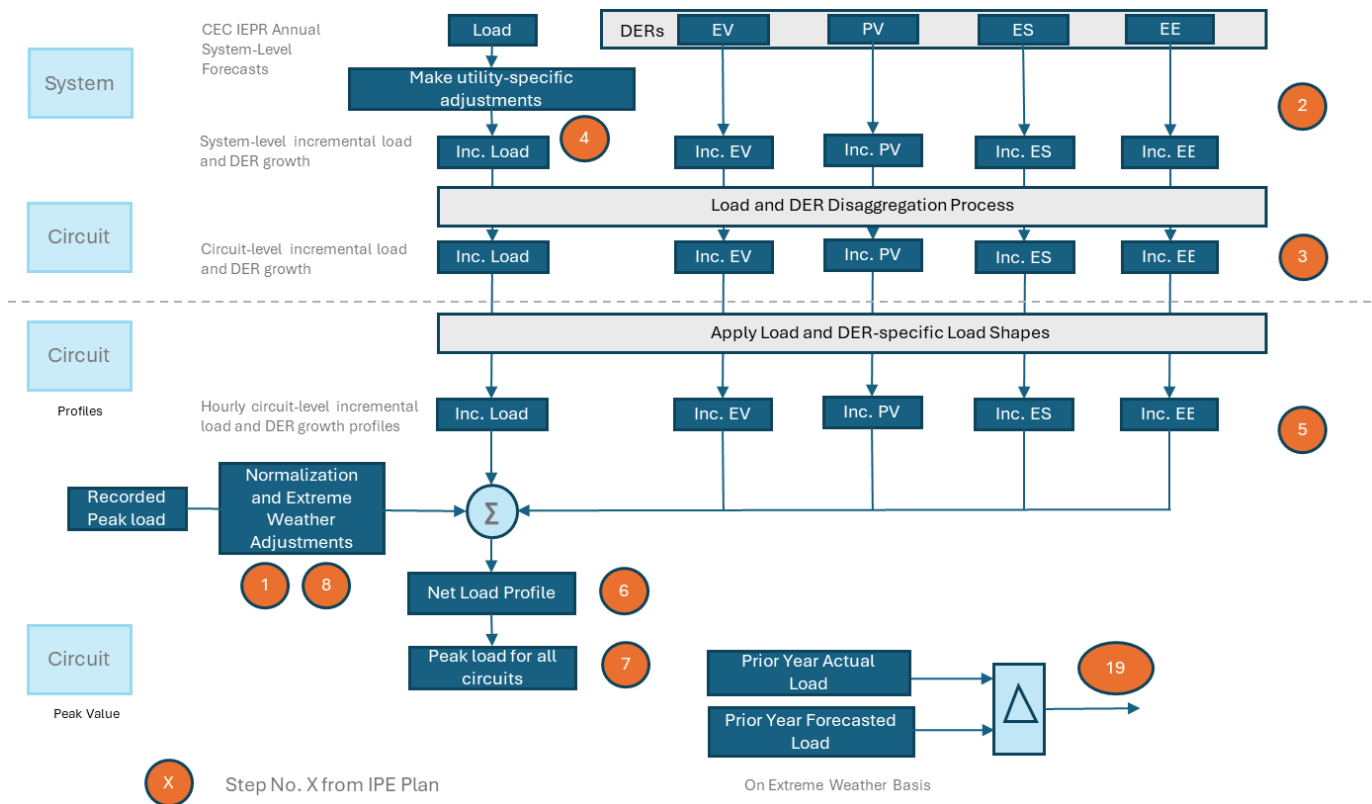 CEC IEPR Annual
System-Level
Forecasts
Load
DERs
EV
PV
ES
EE
System
Make utility-specific
adjustments
2
4
System-level incremental load
and DER growth
Inc. Load
Inc. EV
Inc. PV
Inc. ES
Inc. EE
Load and DER Disaggregation Process
Circuit
Circuit-level incremental load
and DER growth
Inc. Load
Inc. EV
Inc. PV
Inc. ES
Inc. EE
3
Apply Load and DER-specific Load Shapes
Circuit
Profiles
Hourly circuit-level incremental
load and DER growth profiles
Inc. Load
Inc. EV
Inc. PV
Inc. ES
Inc. EE
5
Recorded
Peak load
Normalization
and Extreme
Weather
Adjustments
Σ
1
8
Net Load Profile
6
Circuit
Peak Value
Peak load for all
circuits
7
Prior Year Actual
Load
Prior Year Forecasted
Load
△
19
X
Step No. X from IPE Plan
On Extreme Weather Basis